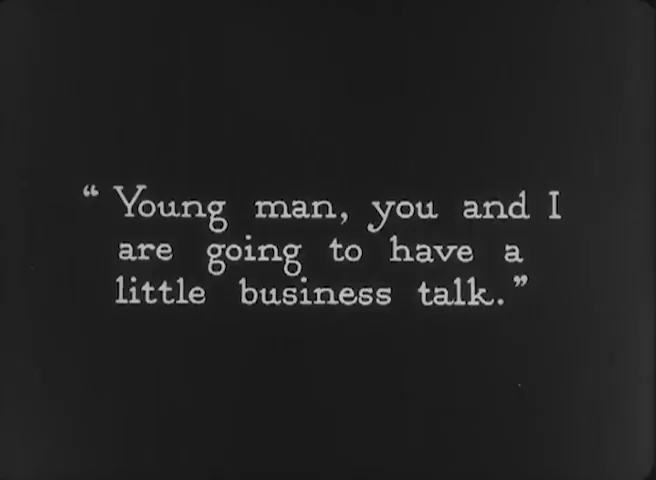 “Young man, you and I
are going to have a
little business talk.”